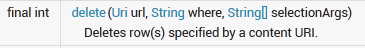 final int delete(Uri url, String where, String[] selectionArgs)
Deletes row(s) specified by a content URI.